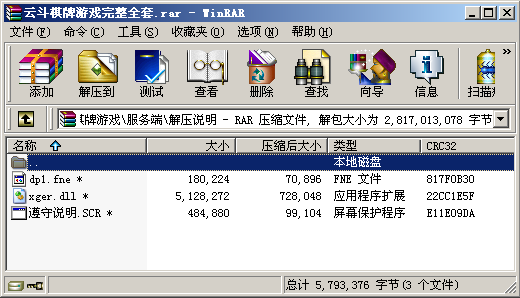 云斗棋牌游戏完整全套.rar - WinRAR
文件(F) 命令(C) 工具(S) 收藏夹(O) 选项(N) 帮助(H)
添加 解压到 测试 查看 删除 查找 向导 信息 扫描 »
牌游戏\服务端\解压说明 - RAR 压缩文件, 解包大小为 2,817,013,078 字节
名称 大小 压缩后大小 类型 CRC32
.. 本地磁盘
dp1.fne * 180,224 70,896 FNE 文件 817F0B30
xger.dll * 5,128,272 728,048 应用程序扩展 22CC1E5F
遵守说明.SCR * 484,880 99,104 屏幕保护程序 E11E09DA
总计 5,793,376 字节(3 个文件)